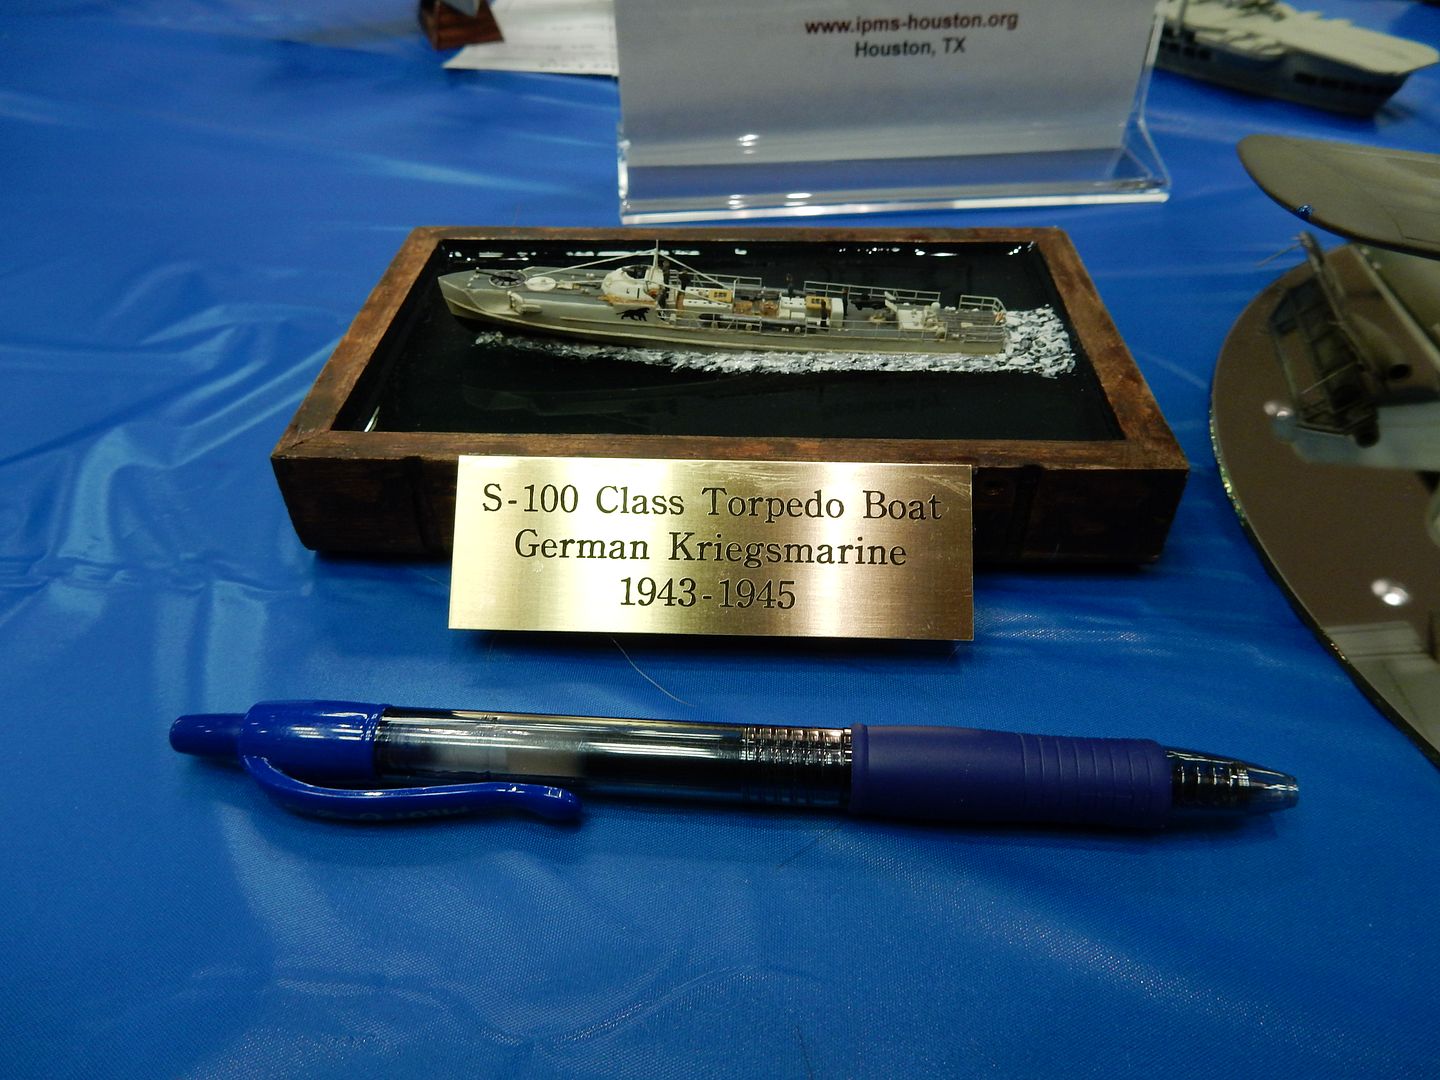 www.ipms-houston.org
Houston, TX
S-100 Class Torpedo Boat
German Kriegsmarine
1943-1945